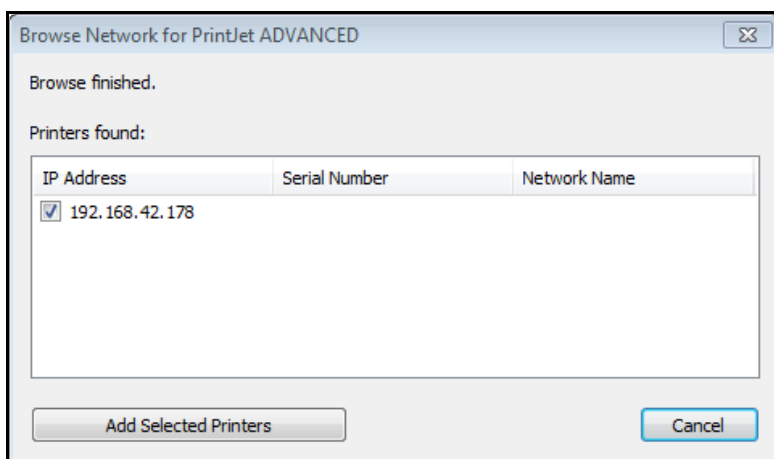 Browse Network for PrintJet ADVANCED
Browse finished.
Printers found:
IP Address Serial Number Network Name
192.168.42.178
Add Selected Printers Cancel